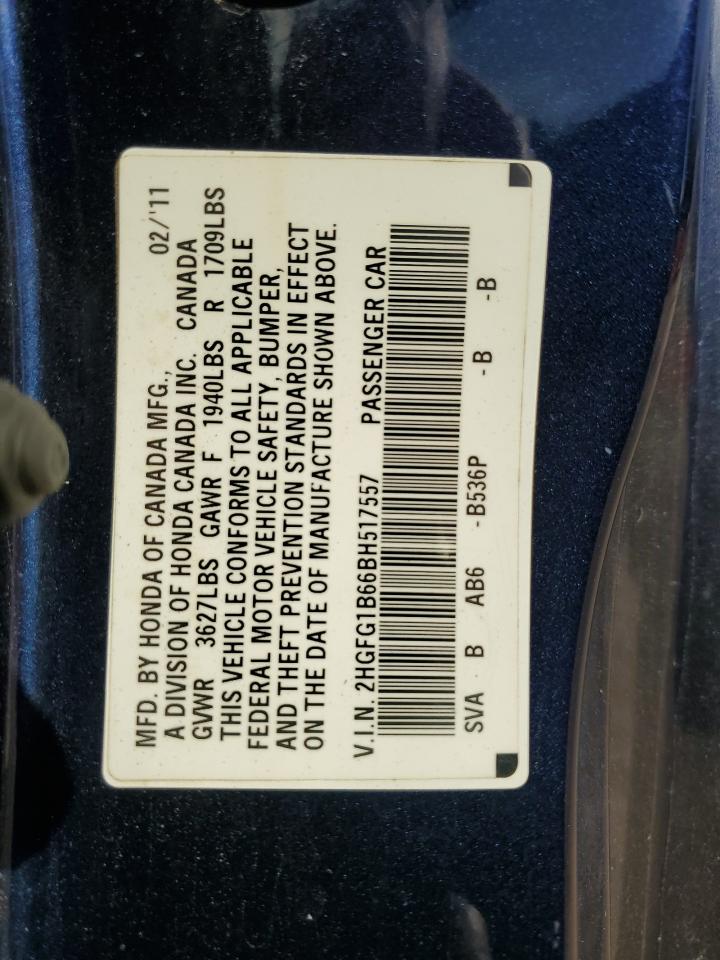 MFD. BY HONDA OF CANADA MFG., 02/'11
A DIVISION OF HONDA CANADA INC. CANADA
GVWR 3627LBS GAWR F 1940LBS R 1709LBS
THIS VEHICLE CONFORMS TO ALL APPLICABLE
FEDERAL MOTOR VEHICLE SAFETY, BUMPER,
AND THEFT PREVENTION STANDARDS IN EFFECT
ON THE DATE OF MANUFACTURE SHOWN ABOVE.
V.I.N. 2HGFG1B66BH517557 PASSENGER CAR
SVA B AB6 -B536P -B -B